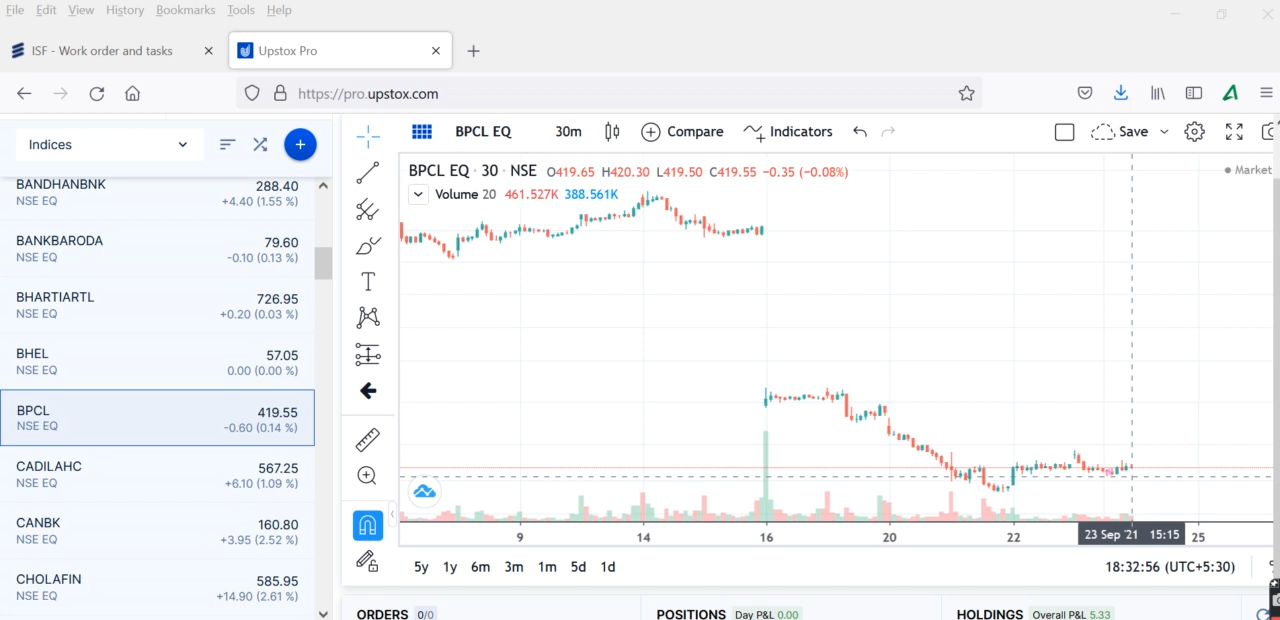 File Edit View History Bookmarks Tools Help
ISF - Work order and tasks
Upstox Pro
https://pro.upstox.com
Indices
BPCL EQ 30m Compare Indicators Save
BPCL EQ · 30 · NSE O419.65 H420.30 L419.50 C419.55 -0.35 (-0.08%)
Market
Volume 20 461.527K 388.561K
BANDHANBNK 288.40
NSE EQ +4.40 (1.55 %)
BANKBARODA 79.60
NSE EQ -0.10 (0.13 %)
BHARTIARTL 726.95
NSE EQ +0.20 (0.03 %)
BHEL 57.05
NSE EQ 0.00 (0.00 %)
BPCL 419.55
NSE EQ -0.60 (0.14 %)
CADILAHC 567.25
NSE EQ +6.10 (1.09 %)
CANBK 160.80
NSE EQ +3.95 (2.52 %)
CHOLAFIN 585.95
NSE EQ +14.90 (2.61 %)
9 14 16 20 22 23 Sep '21 15:15 25
5y 1y 6m 3m 1m 5d 1d 18:32:56 (UTC+5:30)
ORDERS 0/0 POSITIONS Day P&L 0.00 HOLDINGS Overall P&L 5.33